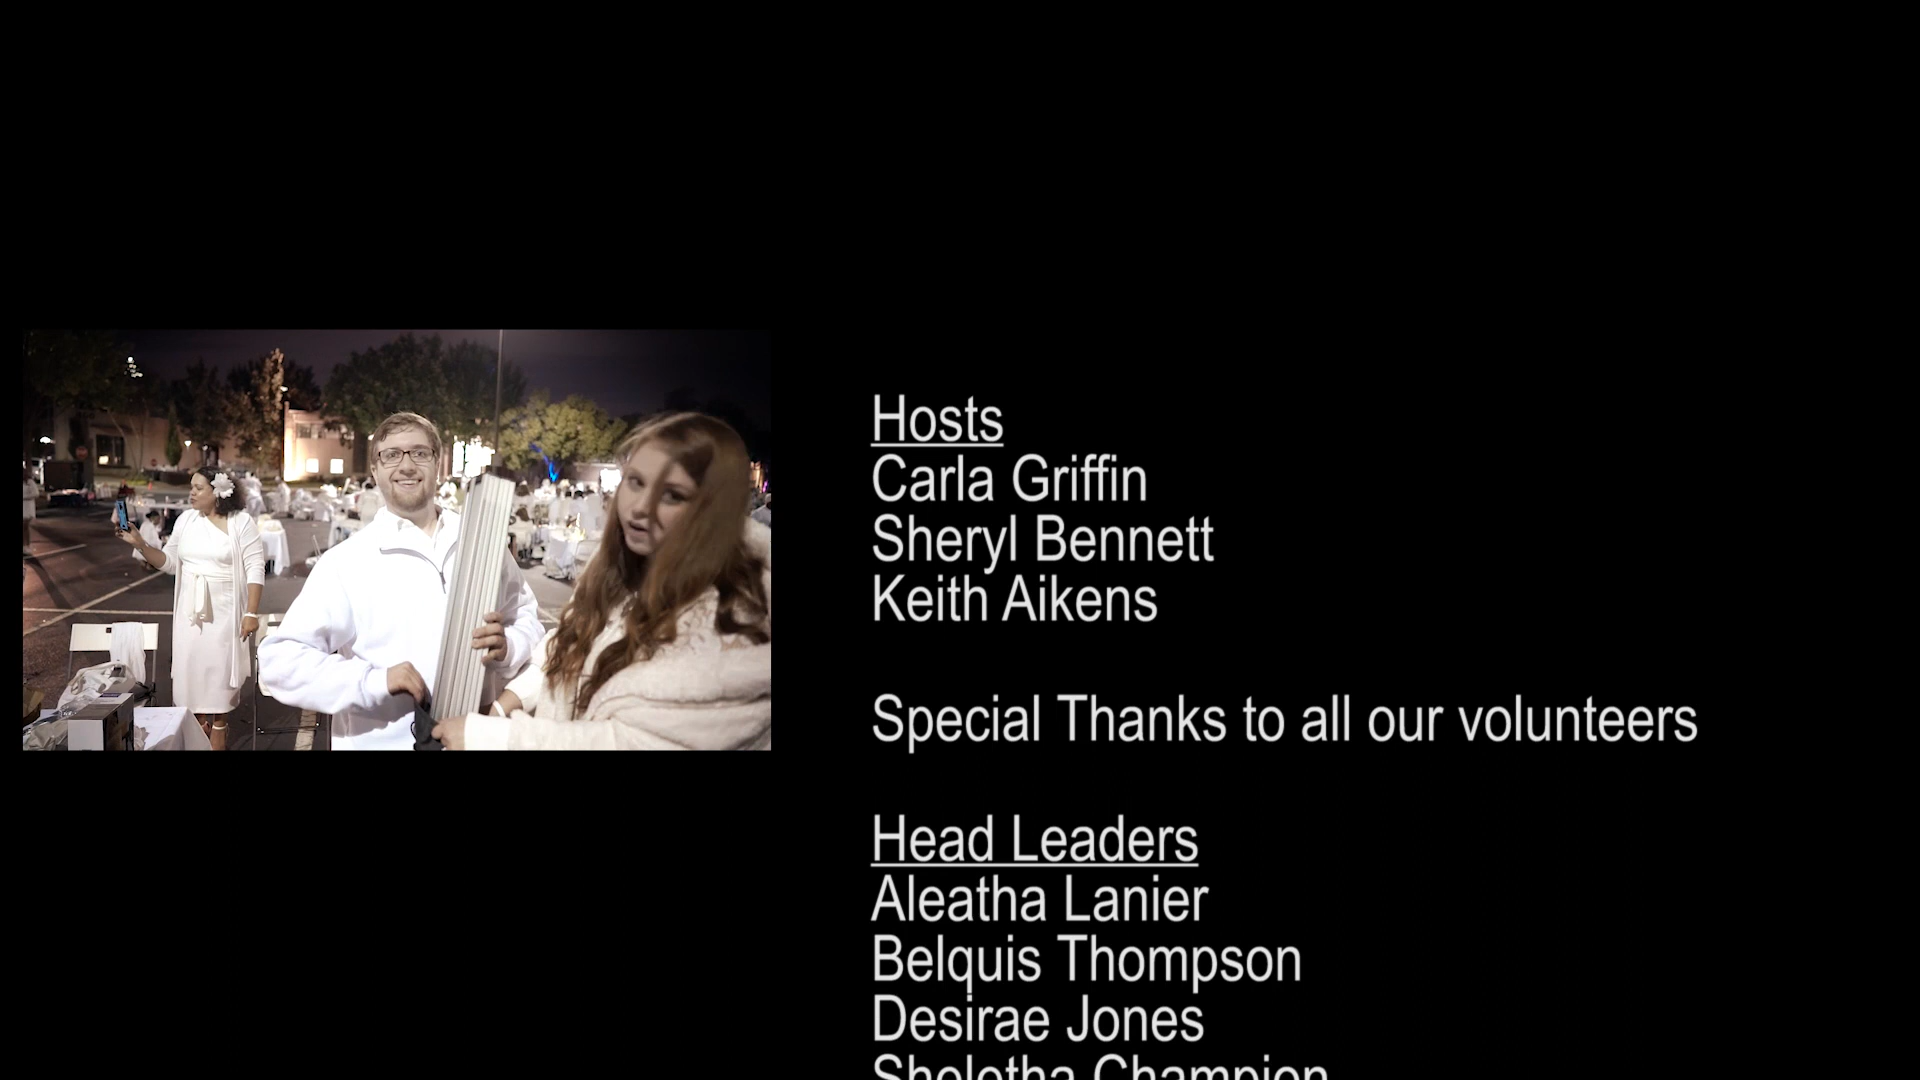 Hosts
Carla Griffin
Sheryl Bennett
Keith Aikens
Special Thanks to all our volunteers
Head Leaders
Aleatha Lanier
Belquis Thompson
Desirae Jones
Champion